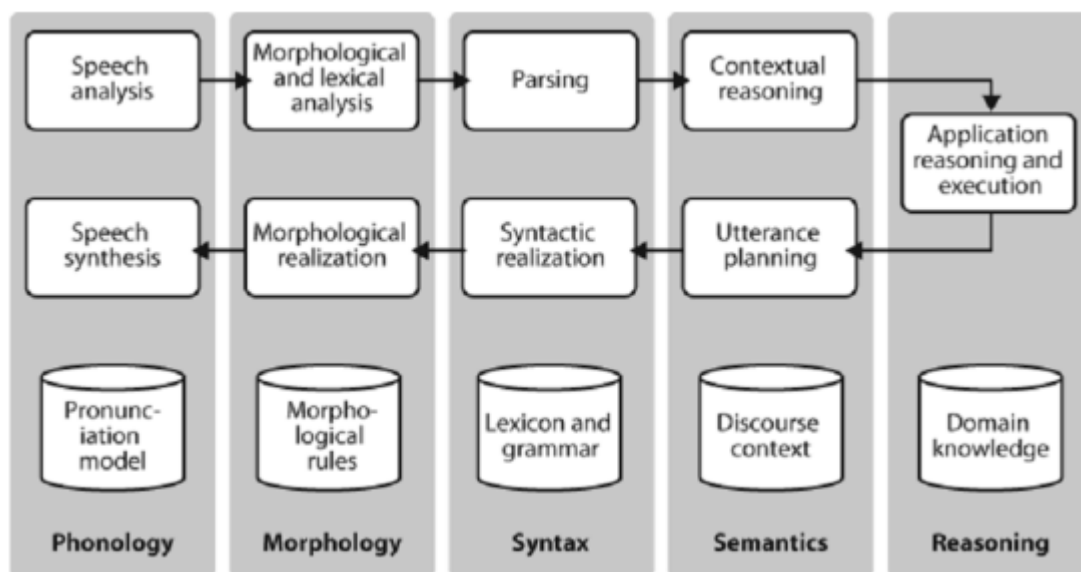 Speech
analysis
Morphological
and lexical
analysis
Parsing
Contextual
reasoning
Application
reasoning and
execution
Speech
synthesis
Morphological
realization
Syntactic
realization
Utterance
planning
Pronunc-
iation
model
Morpho-
logical
rules
Lexicon and
grammar
Discourse
context
Domain
knowledge
Phonology
Morphology
Syntax
Semantics
Reasoning